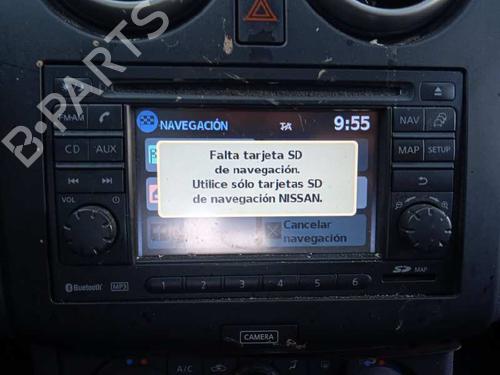 B-PARTS
FM-AM
NAV
CD
AUX
MAP
SETUP
VOL
NAVEGACIÓN
TA
9:55
Falta tarjeta SD
de navegación.
Utilice sólo tarjetas SD
de navegación NISSAN.
Cancelar
navegación
Bluetooth
MP3
1 2 3 4 5 6
SD MAP
CAMERA
A/C